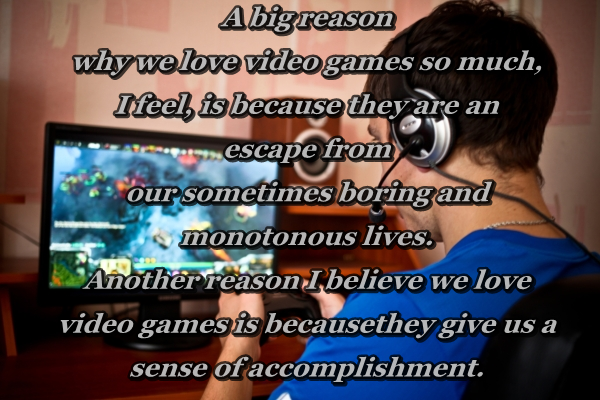 A big reason
why we love video games so much,
I feel, is because they are an
escape from
our sometimes boring and
monotonous lives.
Another reason I believe we love
video games is becausethey give us a
sense of accomplishment.